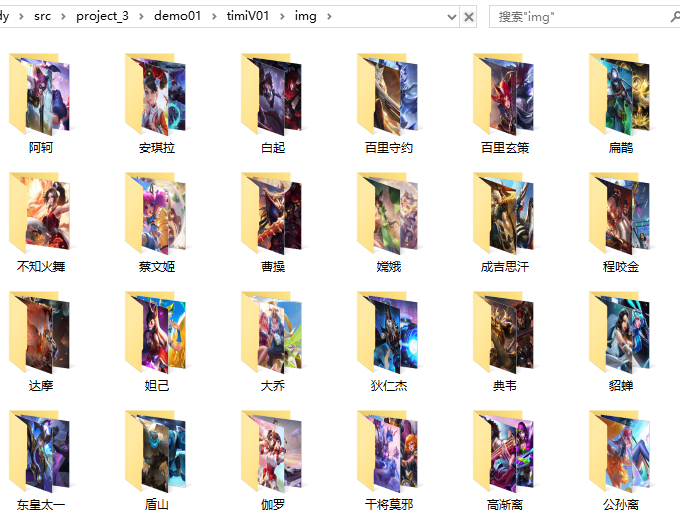 dy > src > project_3 > demo01 > timiV01 > img >
搜索"img"
阿轲 安琪拉 白起 百里守约 百里玄策 扁鹊
不知火舞 蔡文姬 曹操 嫦娥 成吉思汗 程咬金
达摩 妲己 大乔 狄仁杰 典韦 貂蝉
东皇太一 盾山 伽罗 干将莫邪 高渐离 公孙离